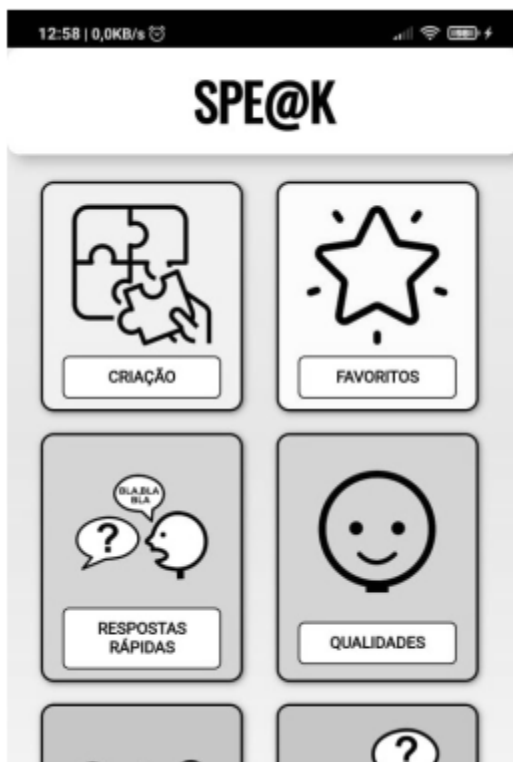 12:58 | 0,0KB/s
SPE@K
CRIAÇÃO
FAVORITOS
BLA,BLA
BLA
?
RESPOSTAS
RÁPIDAS
QUALIDADES
?